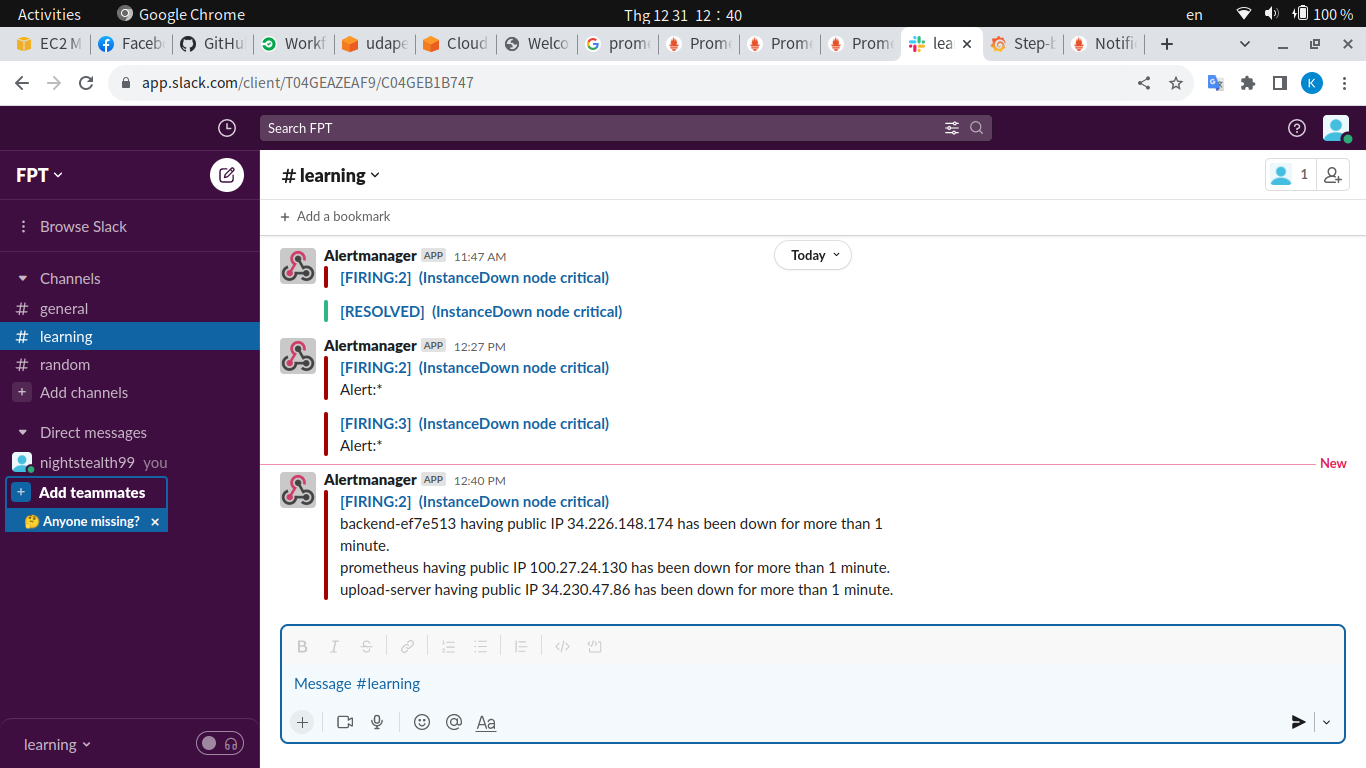 Activities Google Chrome Thg 12 31 12 : 40 en 100 %
EC2 M Faceb GitHu Workf udape Cloud Welco prom Prome Prome Prome lea Step-b Notifi
app.slack.com/client/T04GEAZEAF9/C04GEB1B747 K
Search FPT
FPT
# learning
1
Browse Slack
+ Add a bookmark
Channels
# general
# learning
# random
+ Add channels
Direct messages
nightstealth99 you
+ Add teammates
🤔 Anyone missing? ×
learning
Today
Alertmanager APP 11:47 AM
[FIRING:2] (InstanceDown node critical)
[RESOLVED] (InstanceDown node critical)
Alertmanager APP 12:27 PM
[FIRING:2] (InstanceDown node critical)
Alert:*
[FIRING:3] (InstanceDown node critical)
Alert:*
New
Alertmanager APP 12:40 PM
[FIRING:2] (InstanceDown node critical)
backend-ef7e513 having public IP 34.226.148.174 has been down for more than 1
minute.
prometheus having public IP 100.27.24.130 has been down for more than 1 minute.
upload-server having public IP 34.230.47.86 has been down for more than 1 minute.
B I S
Message #learning
+ @ Aa